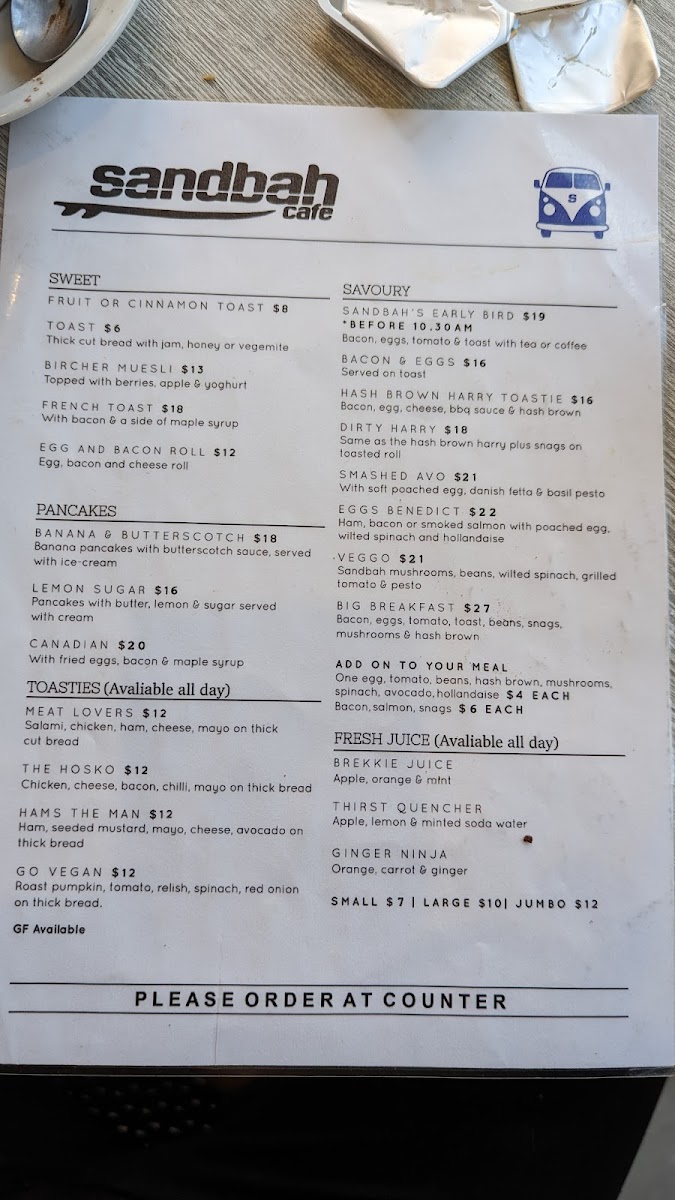 sandbah
cafe
S
SWEET
FRUIT OR CINNAMON TOAST $8
TOAST $6
Thick cut bread with jam, honey or vegemite
BIRCHER MUESLI $13
Topped with berries, apple & yoghurt
FRENCH TOAST $18
With bacon & a side of maple syrup
EGG AND BACON ROLL $12
Egg, bacon and cheese roll
PANCAKES
BANANA & BUTTERSCOTCH $18
Banana pancakes with butterscotch sauce, served
with ice-cream
LEMON SUGAR $16
Pancakes with butter, lemon & sugar served
with cream
CANADIAN $20
With fried eggs, bacon & maple syrup
TOASTIES (Avaliable all day)
MEAT LOVERS $12
Salami, chicken, ham, cheese, mayo on thick
cut bread
THE HOSKO $12
Chicken, cheese, bacon, chilli, mayo on thick bread
HAMS THE MAN $12
Ham, seeded mustard, mayo, cheese, avocado on
thick bread
GO VEGAN $12
Roast pumpkin, tomato, relish, spinach, red onion
on thick bread.
GF Available
SAVOURY
SANDBAH'S EARLY BIRD $19
*BEFORE 10.30AM
Bacon, eggs, tomato & toast with tea or coffee
BACON & EGGS $16
Served on toast
HASH BROWN HARRY TOASTIE $16
Bacon, egg, cheese, bbq sauce & hash brown
DIRTY HARRY $18
Same as the hash brown harry plus snags on
toasted roll
SMASHED AVO $21
With soft poached egg, danish fetta & basil pesto
EGGS BENEDICT $22
Ham, bacon or smoked salmon with poached egg,
wilted spinach and hollandaise
VEGGO $21
Sandbah mushrooms, beans, wilted spinach, grilled
tomato & pesto
BIG BREAKFAST $27
Bacon, eggs, tomato, toast, beans, snags,
mushrooms & hash brown
ADD ON TO YOUR MEAL
One egg, tomato, beans, hash brown, mushrooms,
spinach, avocado, hollandaise $4 EACH
Bacon, salmon, snags $6 EACH
FRESH JUICE (Avaliable all day)
BREKKIE JUICE
Apple, orange & mint
THIRST QUENCHER
Apple, lemon & minted soda water
GINGER NINJA
Orange, carrot & ginger
SMALL $7 | LARGE $10| JUMBO $12
PLEASE ORDER AT COUNTER